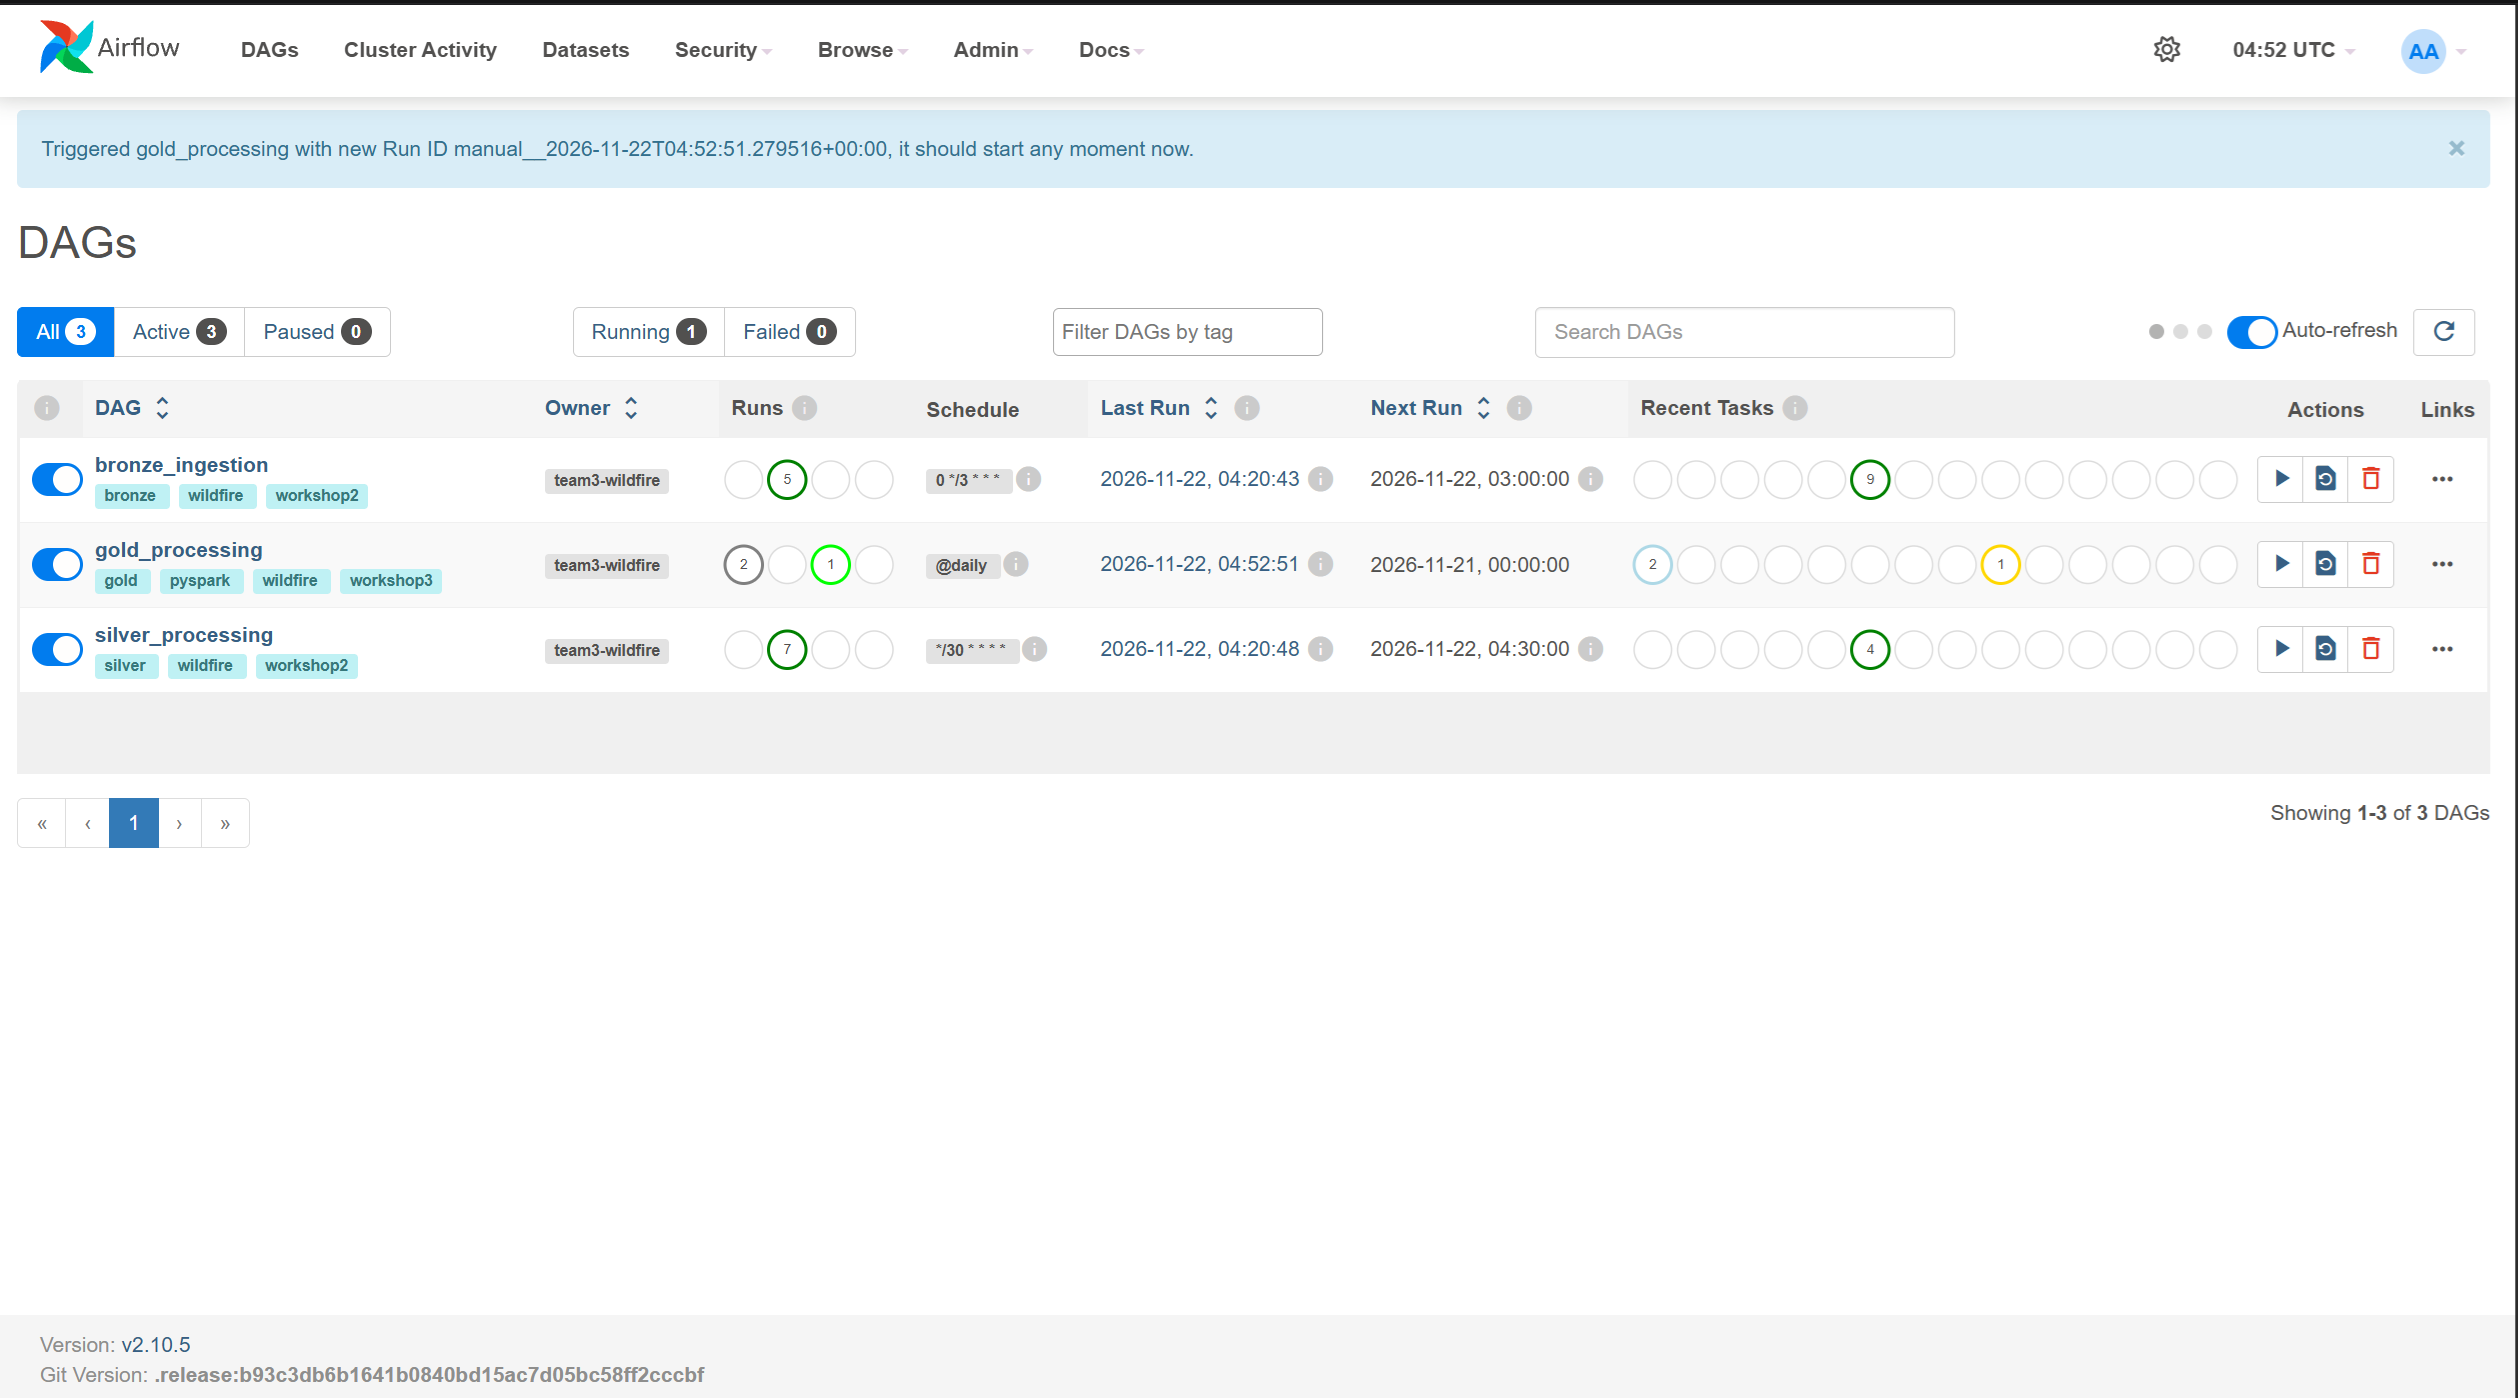 Airflow DAGs Cluster Activity Datasets Security Browse Admin Docs 04:52 UTC AA
Triggered gold_processing with new Run ID manual__2026-11-22T04:52:51.279516+00:00, it should start any moment now. ×
DAGs
All 3 Active 3 Paused 0 Running 1 Failed 0 Filter DAGs by tag Search DAGs Auto-refresh
i DAG Owner Runs i Schedule Last Run i Next Run i Recent Tasks i Actions Links
bronze_ingestion
bronze wildfire workshop2
team3-wildfire 5 0 */3 * * * i 2026-11-22, 04:20:43 i 2026-11-22, 03:00:00 i 9
gold_processing
gold pyspark wildfire workshop3
team3-wildfire 2 1 @daily i 2026-11-22, 04:52:51 i 2026-11-21, 00:00:00 2 1
silver_processing
silver wildfire workshop2
team3-wildfire 7 */30 * * * * i 2026-11-22, 04:20:48 i 2026-11-22, 04:30:00 i 4
« ‹ 1 › »
Showing 1-3 of 3 DAGs
Version: v2.10.5
Git Version: .release:b93c3db6b1641b0840bd15ac7d05bc58ff2cccbf